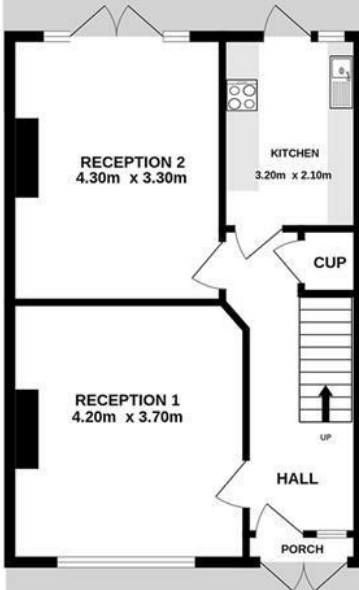 RECEPTION 2
4.30m x 3.30m
KITCHEN
3.20m x 2.10m
CUP
RECEPTION 1
4.20m x 3.70m
UP
HALL
PORCH